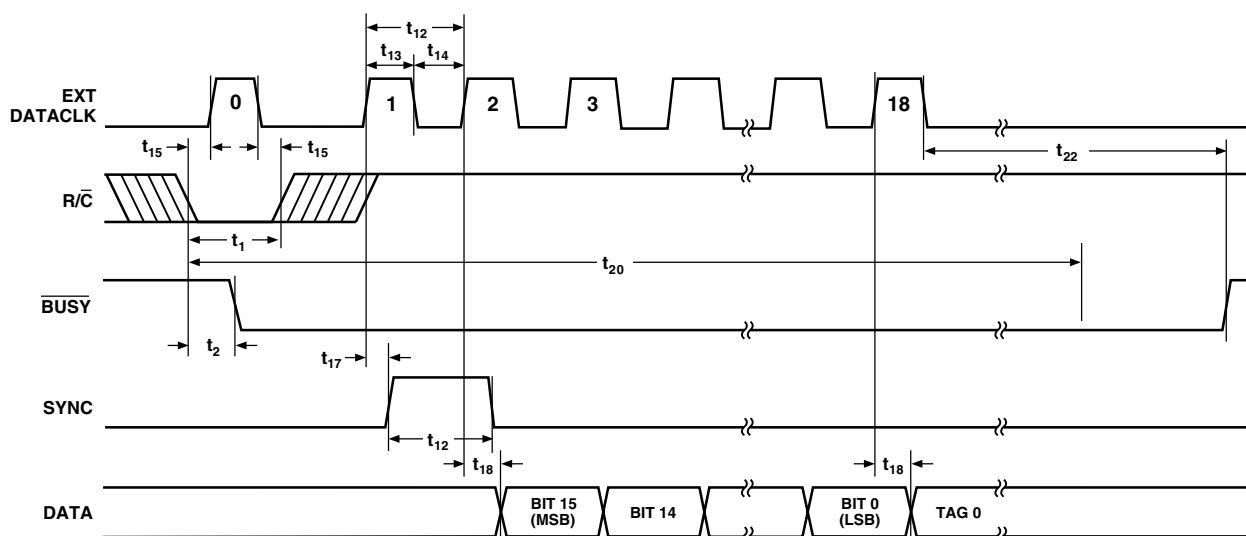 t12
t13 t14
EXT
DATACLK
0
1
2
3
18
t15
t15
t22
R/C̅
t1
t20
B̅U̅S̅Y̅
t2
t17
SYNC
t12
t18
t18
DATA
BIT 15
(MSB)
BIT 14
BIT 0
(LSB)
TAG 0